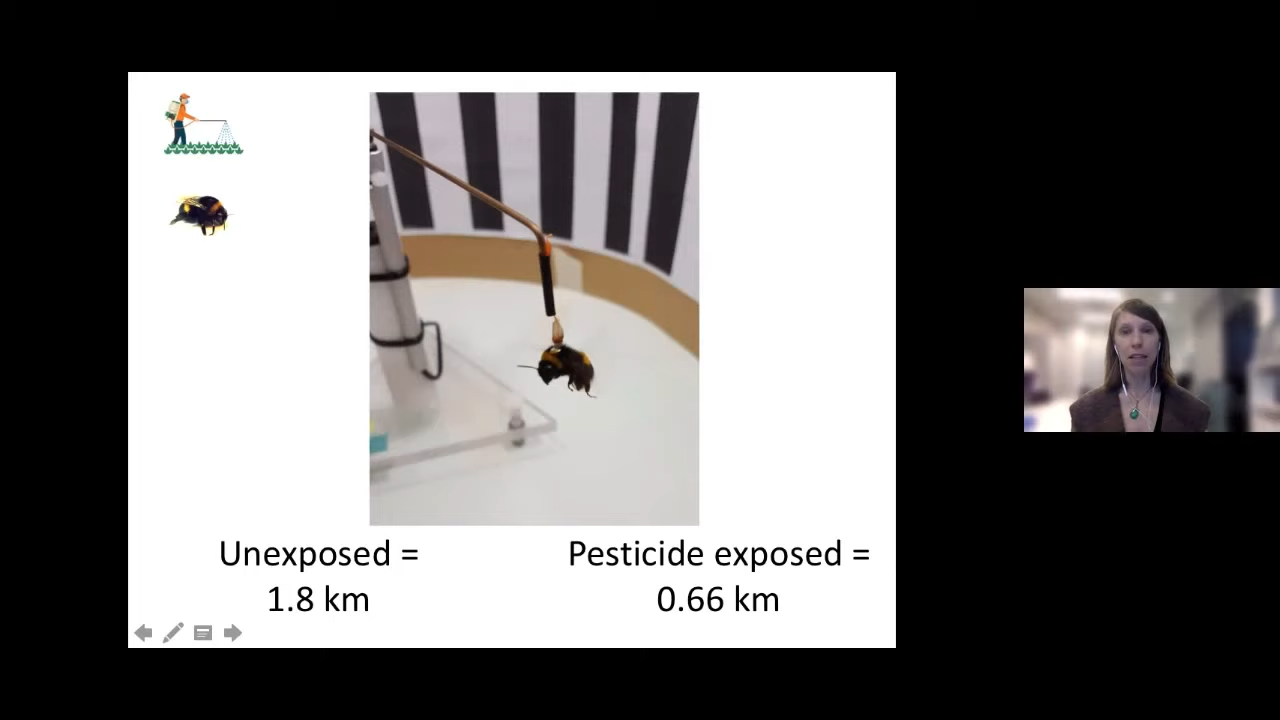 Unexposed =
1.8 km
Pesticide exposed =
0.66 km